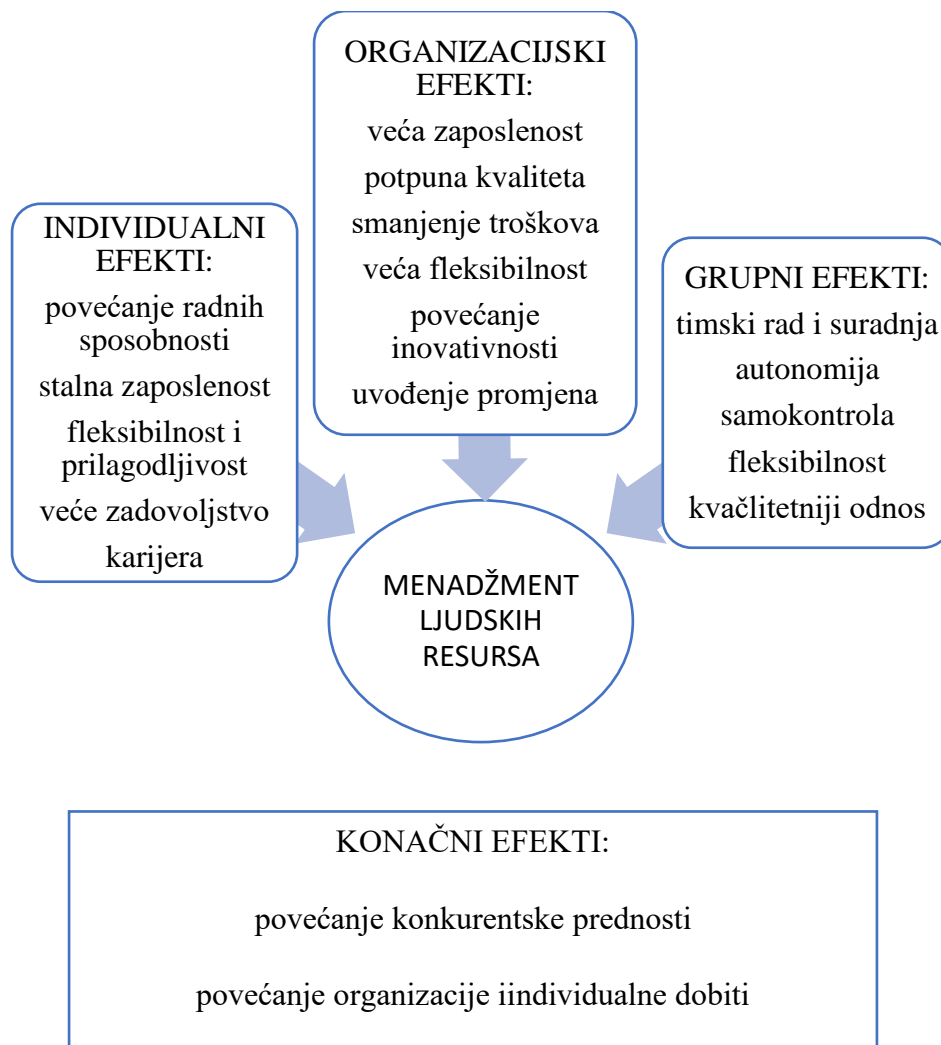 ORGANIZACIJSKI
EFEKTI:
veća zaposlenost
potpuna kvaliteta
smanjenje troškova
veća fleksibilnost
povećanje
inovativnosti
uvođenje promjena
INDIVIDUALNI
EFEKTI:
povećanje radnih
sposobnosti
stalna zaposlenost
fleksibilnost i
prilagodljivost
veće zadovoljstvo
karijera
GRUPNI EFEKTI:
timski rad i suradnja
autonomija
samokontrola
fleksibilnost
kvačlitetniji odnos
MENADŽMENT
LJUDSKIH
RESURSA
KONAČNI EFEKTI:
povećanje konkurentske prednosti
povećanje organizacije iindividualne dobiti